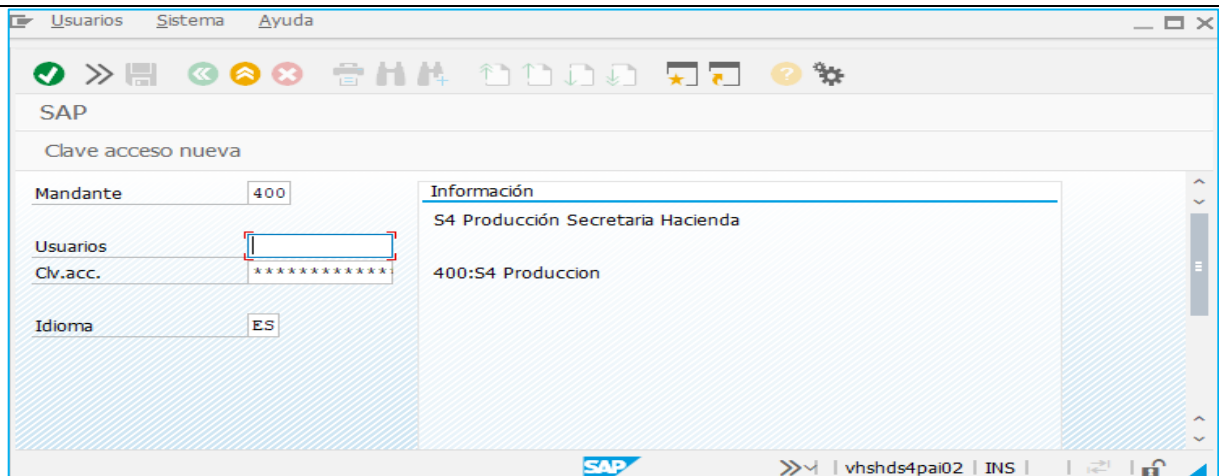 Usuarios Sistema Ayuda
SAP
Clave acceso nueva
Mandante 400
Información
S4 Producción Secretaria Hacienda
Usuarios
Clv.acc. *************
400:S4 Produccion
Idioma ES
SAP
vhshds4pai02 INS